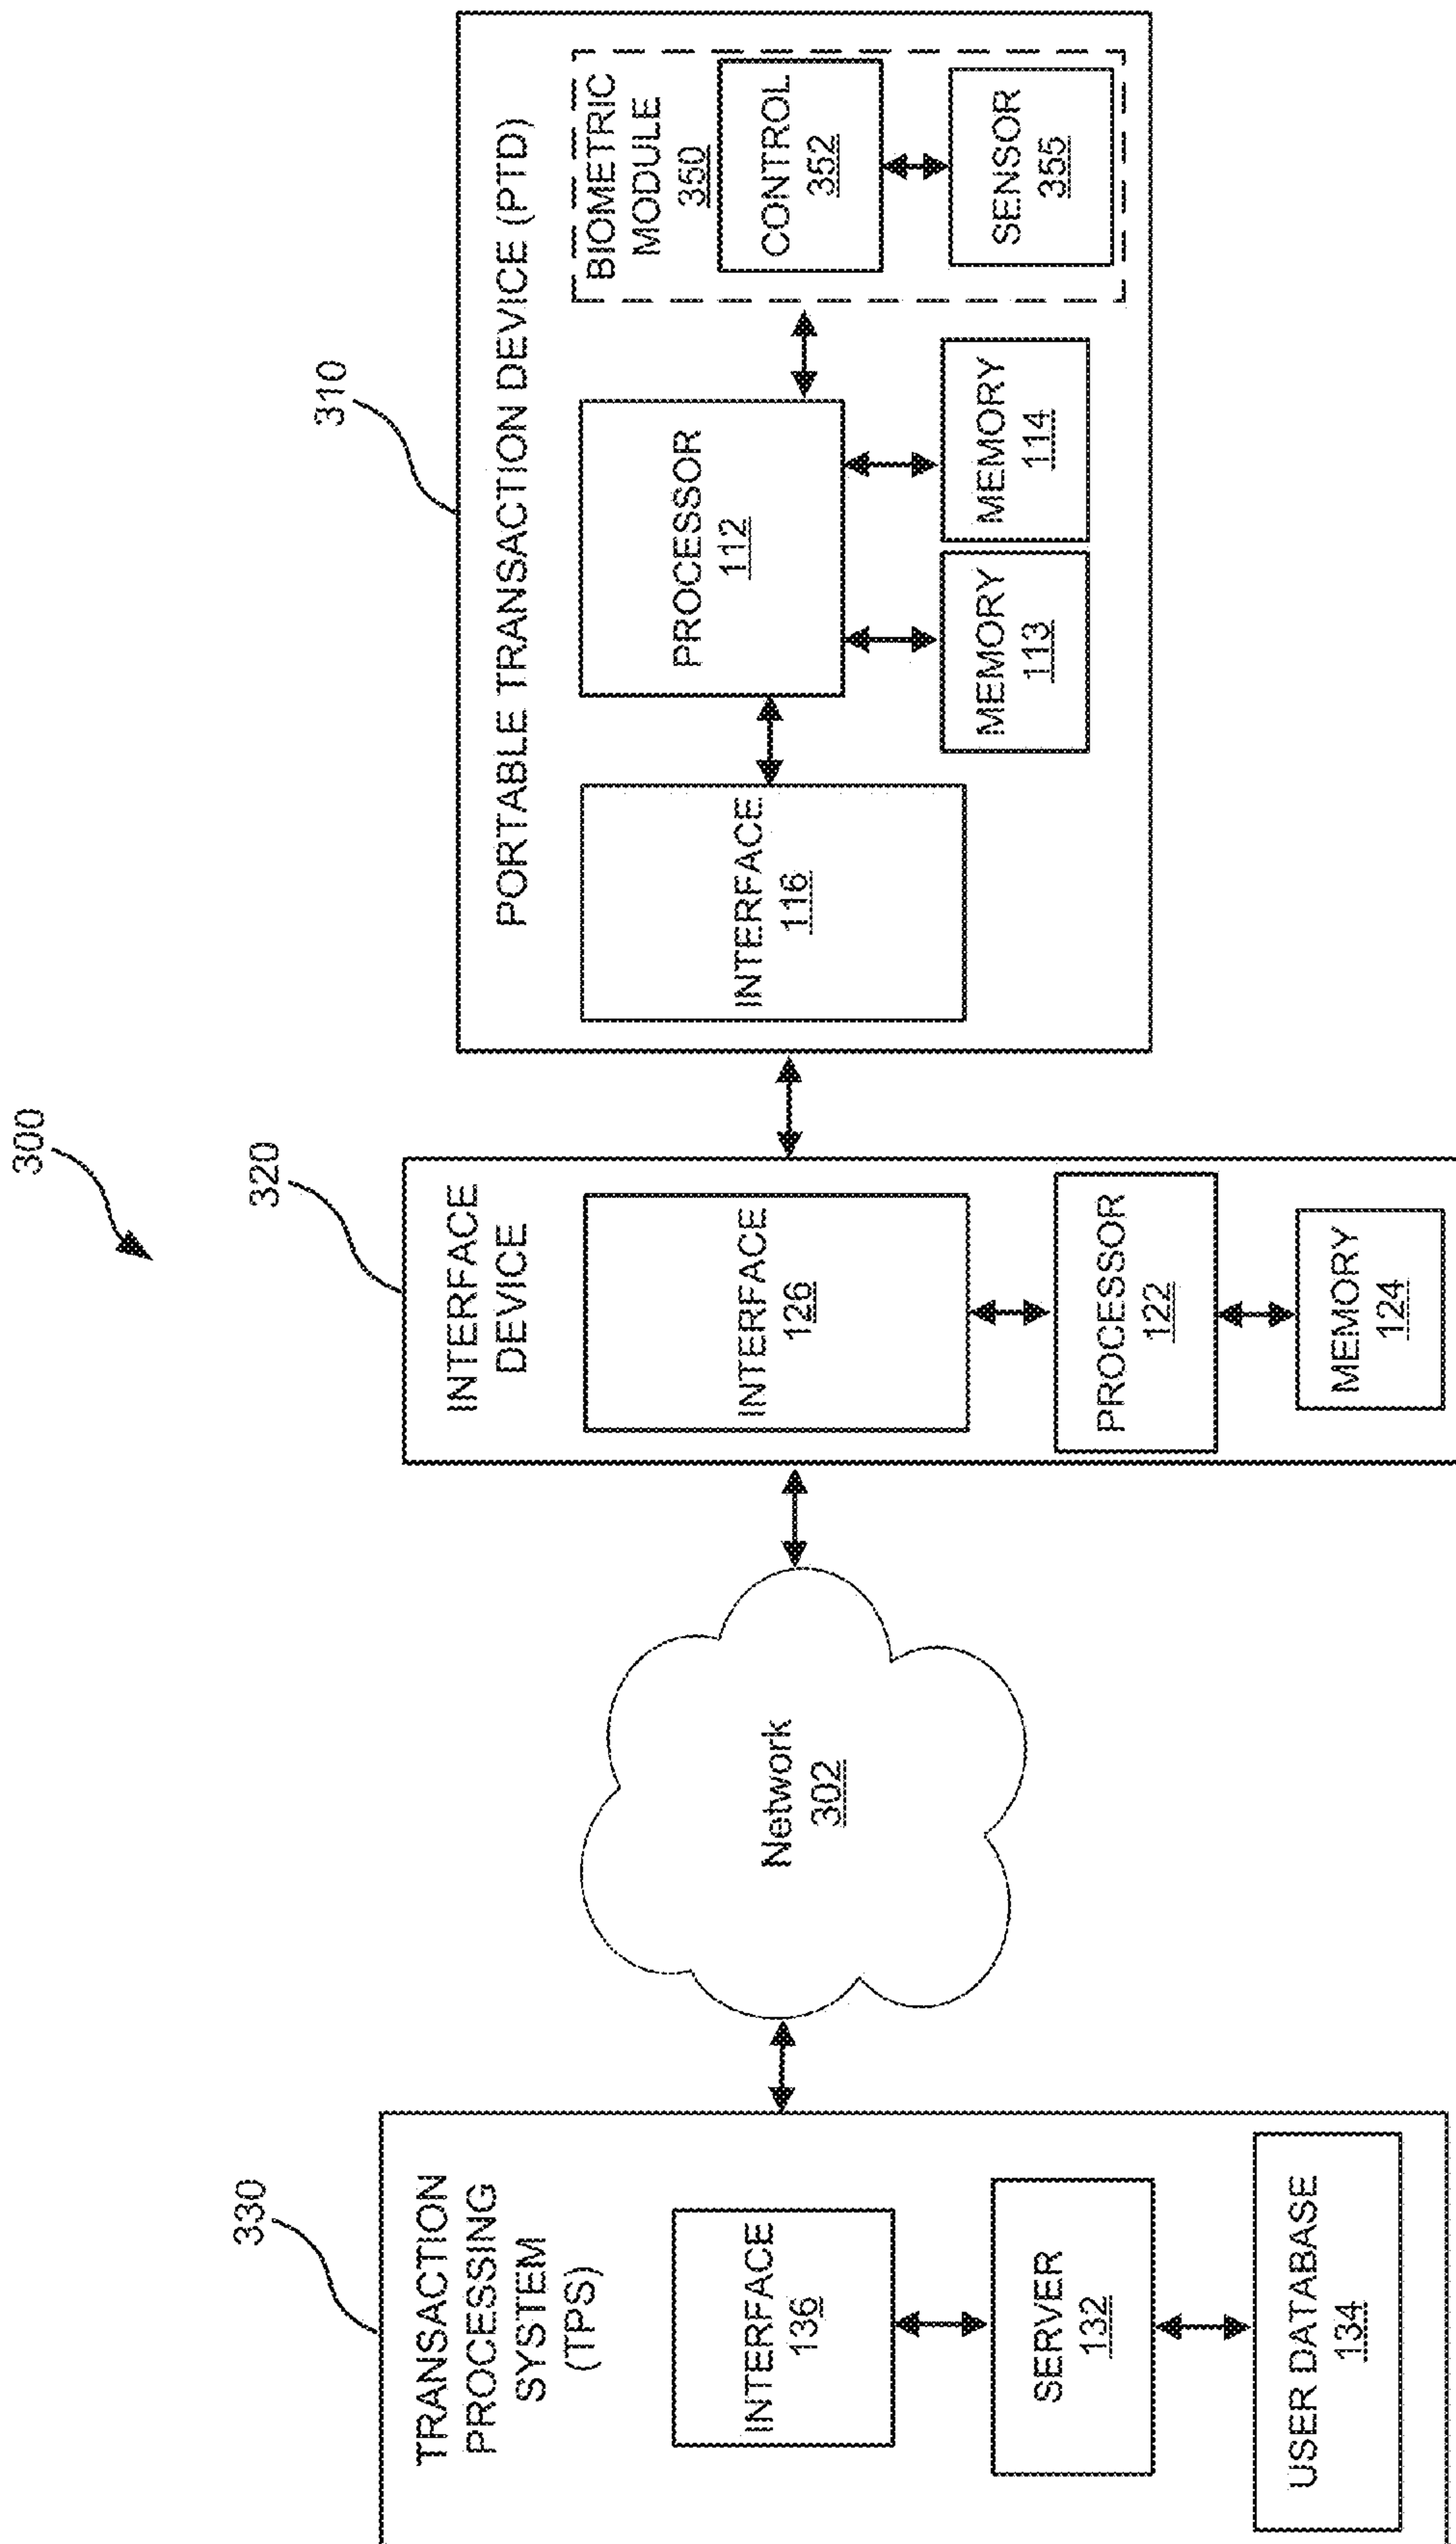 300
330
TRANSACTION
PROCESSING
SYSTEM
(TPS)
INTERFACE
136
SERVER
132
USER DATABASE
134
Network
302
320
INTERFACE
DEVICE
INTERFACE
126
PROCESSOR
122
MEMORY
124
310
PORTABLE TRANSACTION DEVICE (PTD)
INTERFACE
116
PROCESSOR
112
MEMORY
113
MEMORY
114
BIOMETRIC
MODULE
350
CONTROL
352
SENSOR
355